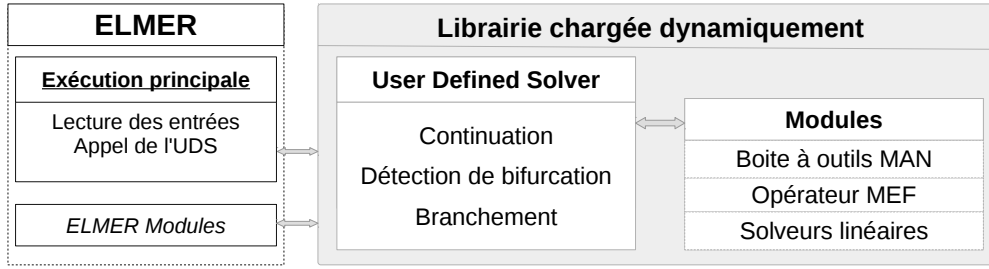 ELMER
Exécution principale
Lecture des entrées
Appel de l'UDS
ELMER Modules
Librairie chargée dynamiquement
User Defined Solver
Continuation
Détection de bifurcation
Branchement
Modules
Boite à outils MAN
Opérateur MEF
Solveurs linéaires